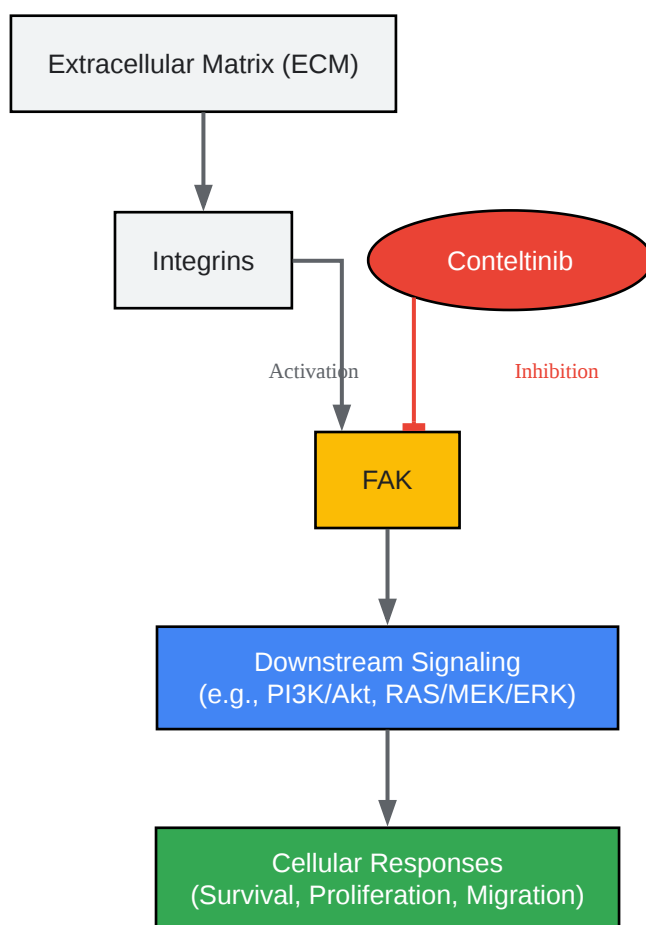 Extracellular Matrix (ECM)
Integrins
Conteltinib
Activation
Inhibition
FAK
Downstream Signaling
(e.g., PI3K/Akt, RAS/MEK/ERK)
Cellular Responses
(Survival, Proliferation, Migration)